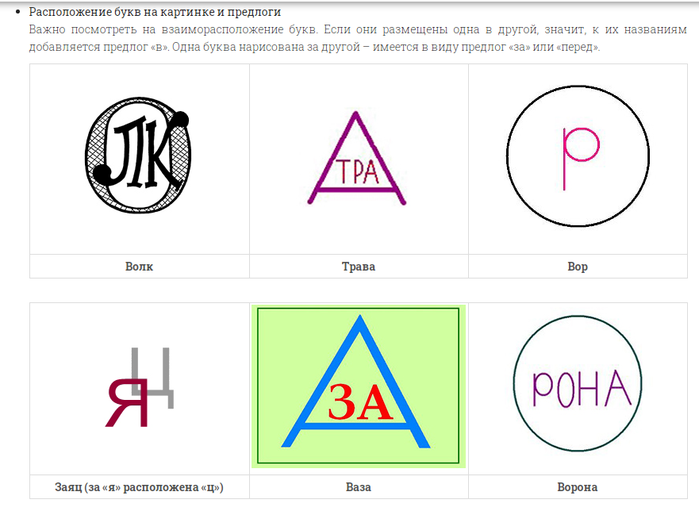 Расположение букв на картинке и предлоги
Важно посмотреть на взаиморасположение букв. Если они размещены одна в другой, значит, к их названиям
добавляется предлог «в». Одна буква нарисована за другой – имеется в виду предлог «за» или «перед».
О ЛК
А ТРА
О Р
Волк
Трава
Вор
Я Ц
А ЗА
О РОНА
Заяц (за «я» расположена «ц»)
Ваза
Ворона